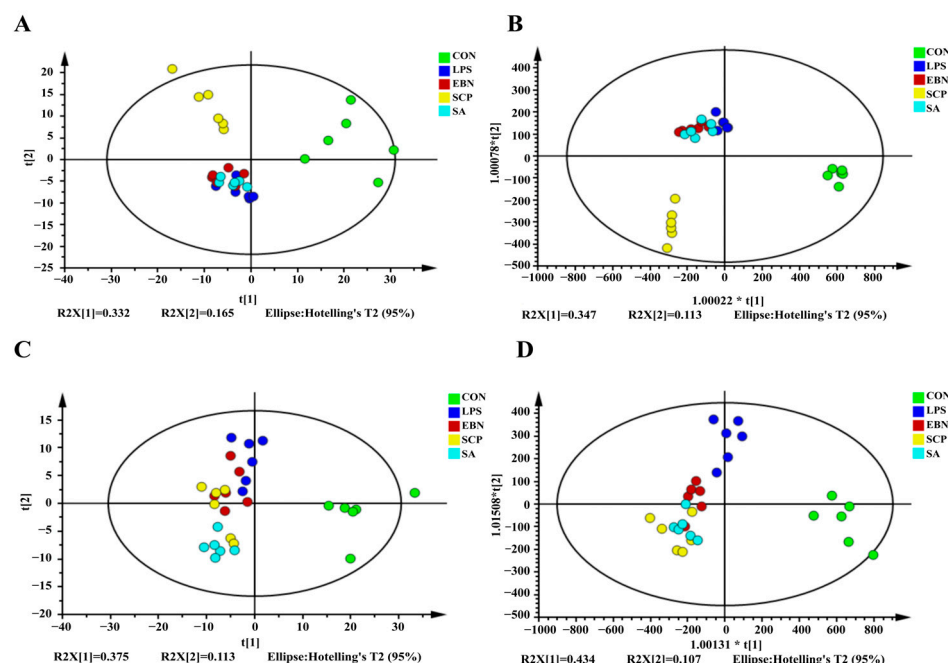 A
CON
LPS
EBN
SCP
SA
t[2]
20
15
10
5
0
−5
−10
−15
−20
−25
−40 −30 −20 −10 0 10 20 30
t[1]
R2X[1]=0.332 R2X[2]=0.165 Ellipse:Hotelling's T2 (95%)
B
CON
LPS
EBN
SCP
SA
1.00078*t[2]
400
300
200
100
0
−100
−200
−300
−400
−500
−1000 −800 −600 −400 −200 0 200 400 600 800
1.00022 * t[1]
R2X[1]=0.347 R2X[2]=0.113 Ellipse:Hotelling's T2 (95%)
C
CON
LPS
EBN
SCP
SA
t[2]
15
10
5
0
−5
−10
−15
−20
−40 −30 −20 −10 0 10 20 30
t[1]
R2X[1]=0.375 R2X[2]=0.113 Ellipse:Hotelling's T2 (95%)
D
CON
LPS
EBN
SCP
SA
1.01508*t[2]
400
300
200
100
0
−100
−200
−300
−400
−500
−1000 −800 −600 −400 −200 0 200 400 600 800
1.00131 * t[1]
R2X[1]=0.434 R2X[2]=0.107 Ellipse:Hotelling's T2 (95%)